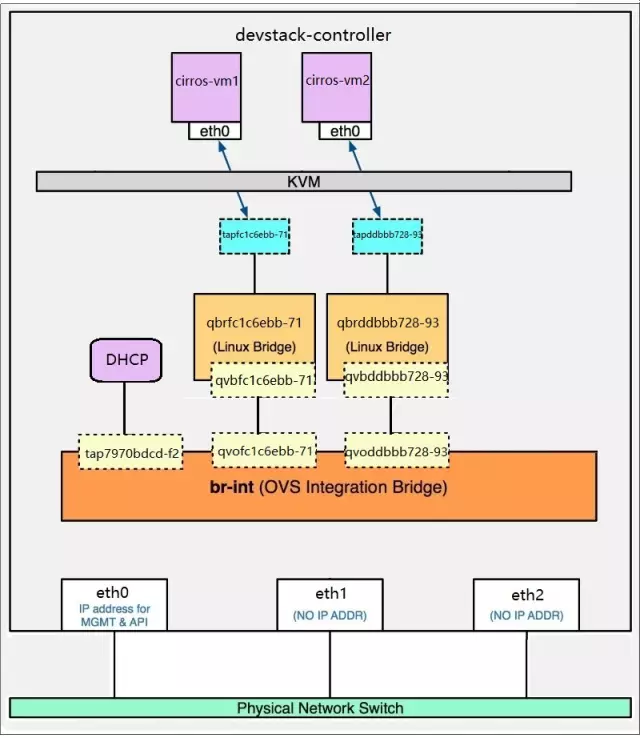 devstack-controller
cirros-vm1
cirros-vm2
eth0
eth0
KVM
tapfc1c6ebb-71
tapddbbb728-93
qbrfc1c6ebb-71
(Linux Bridge)
qbrddbbb728-93
(Linux Bridge)
DHCP
qvbfc1c6ebb-71
qvbddbbb728-93
tap7970bdcd-f2
qvofc1c6ebb-71
qvoddbbb728-93
br-int (OVS Integration Bridge)
eth0
IP address for
MGMT & API
eth1
(NO IP ADDR)
eth2
(NO IP ADDR)
Physical Network Switch